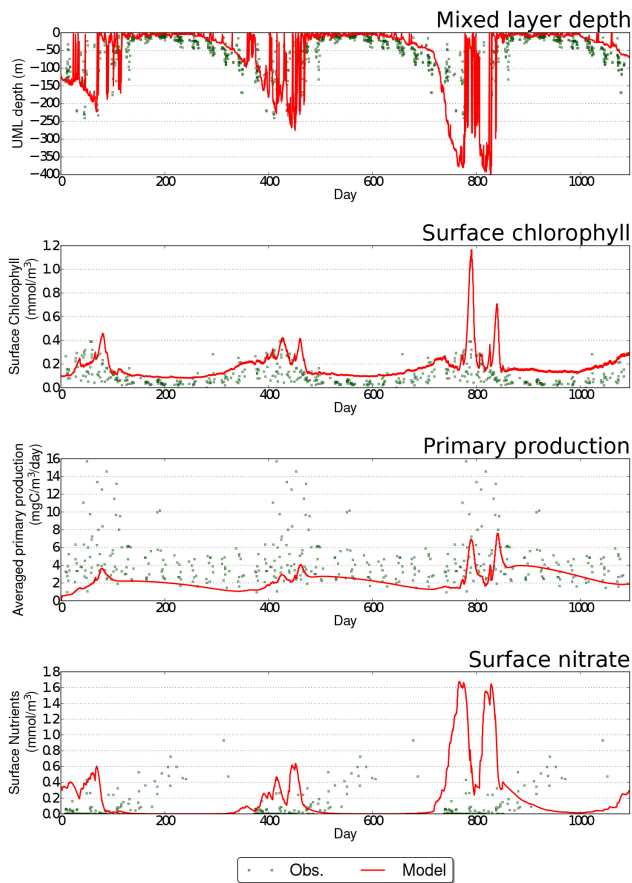 Mixed layer depth
0
−50
−100
−150
−200
−250
−300
−350
−400
UML depth (m)
0 200 400 600 800 1000
Day
Surface chlorophyll
1.2
1.0
0.8
0.6
0.4
0.2
0.0
Surface Chlorophyll
(mmol/m³)
0 200 400 600 800 1000
Day
Primary production
16
14
12
10
8
6
4
2
0
Averaged primary production
(mgC/m³/day)
0 200 400 600 800 1000
Day
Surface nitrate
1.8
1.6
1.4
1.2
1.0
0.8
0.6
0.4
0.2
0.0
Surface Nutrients
(mmol/m³)
0 200 400 600 800 1000
Day
Obs. Model